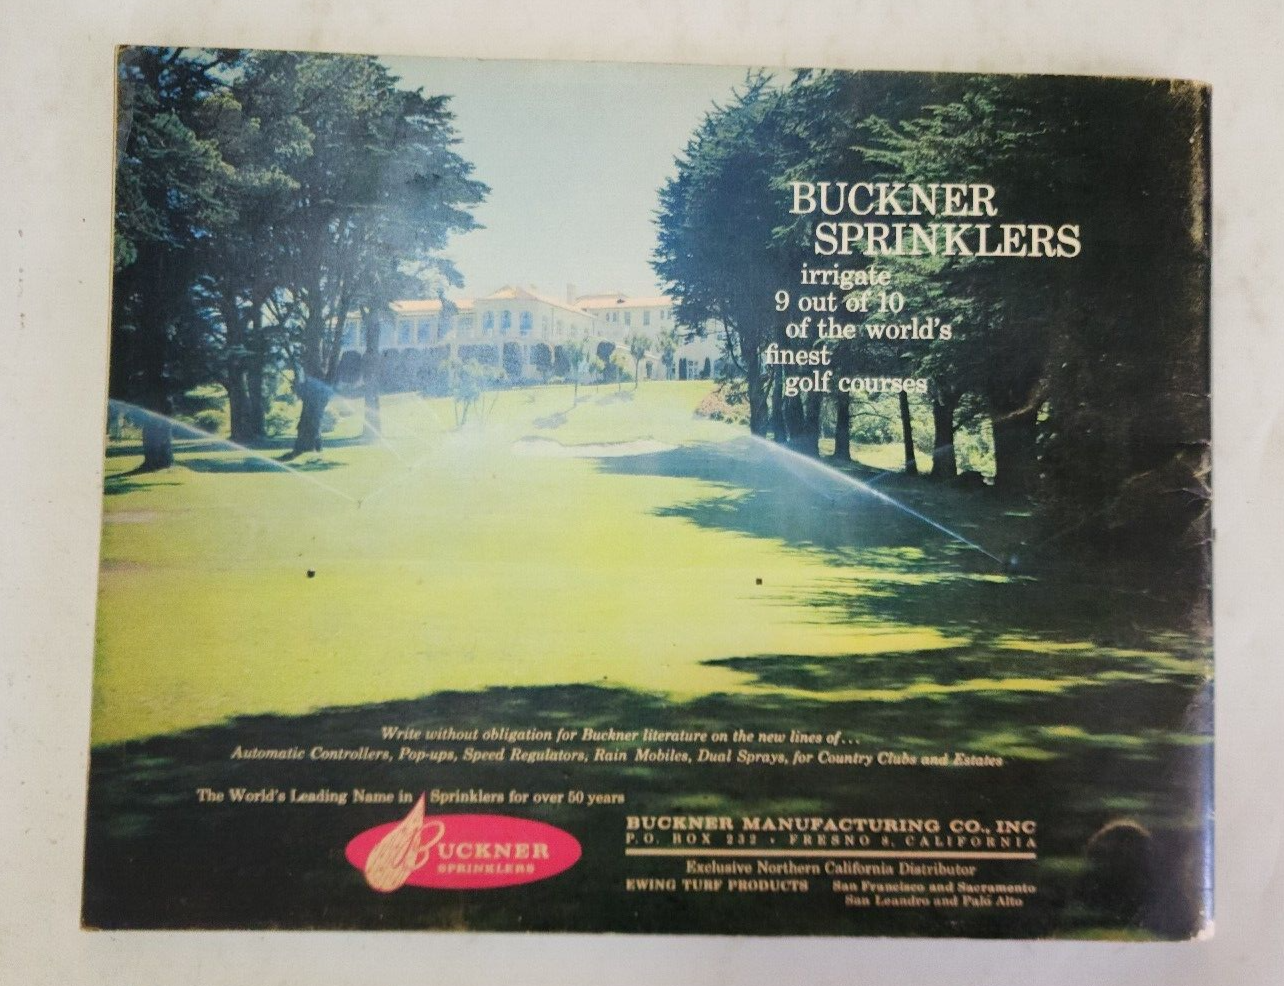 BUCKNER
SPRINKLERS
irrigate
9 out of 10
of the world's
finest
golf courses
Write without obligation for Buckner literature on the new lines of...
Automatic Controllers, Pop-ups, Speed Regulators, Rain Mobiles, Dual Sprays, for Country Clubs and Estates
The World's Leading Name in Sprinklers for over 50 years
BUCKNER
SPRINKLERS
BUCKNER MANUFACTURING CO., INC
P.O. BOX 232 • FRESNO 8, CALIFORNIA
Exclusive Northern California Distributor
EWING TURF PRODUCTS San Francisco and Sacramento
San Leandro and Palo Alto